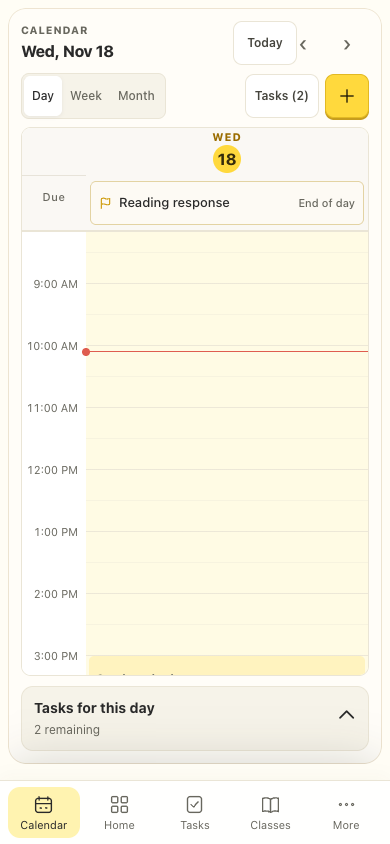 CALENDAR
Wed, Nov 18
Today
Day Week Month
Tasks (2)
WED
18
Due
Reading response
End of day
9:00 AM
10:00 AM
11:00 AM
12:00 PM
1:00 PM
2:00 PM
3:00 PM
Tasks for this day
2 remaining
Calendar Home Tasks Classes More